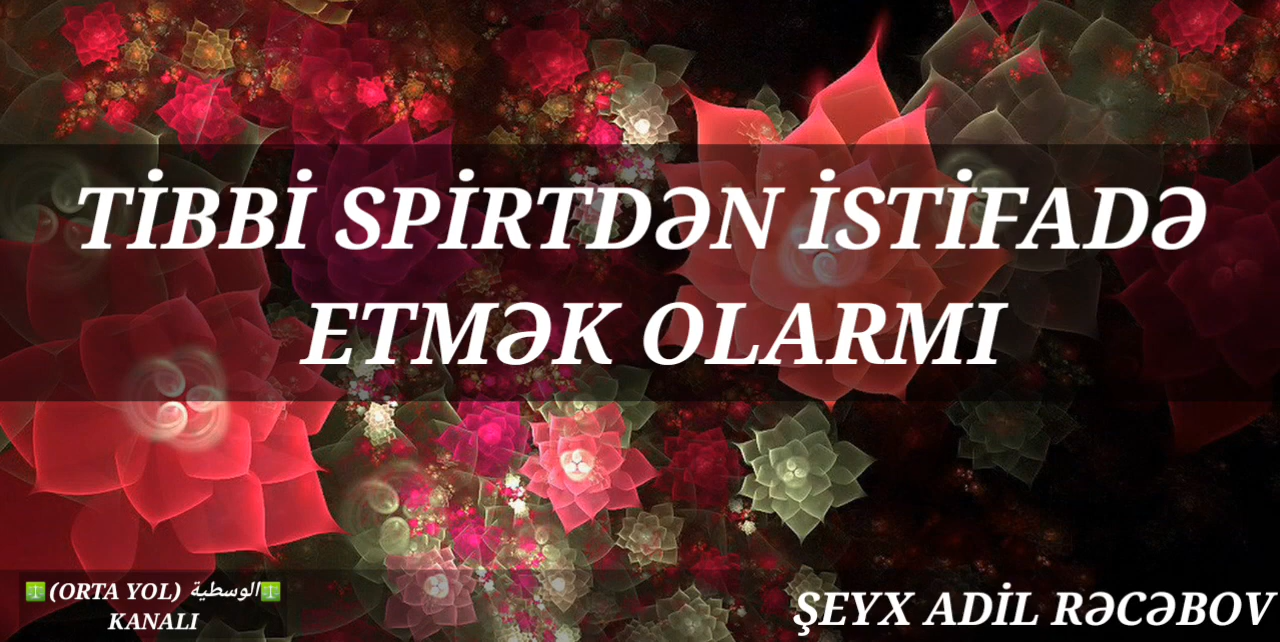 TİBBİ SPİRTDƏN İSTİFADƏ
ETMƏK OLARMI
(ORTA YOL) الوسطية
KANALI
ŞEYX ADİL RƏCƏBOV